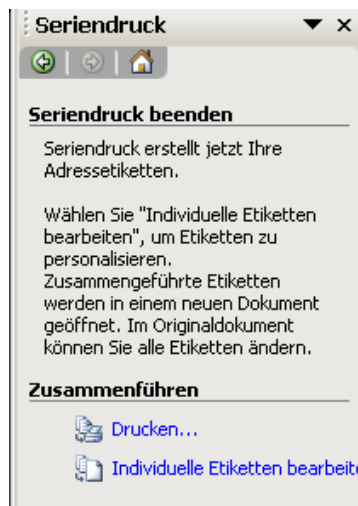 Seriendruck
Seriendruck beenden
Seriendruck erstellt jetzt Ihre
Adressetiketten.
Wählen Sie "Individuelle Etiketten
bearbeiten", um Etiketten zu
personalisieren.
Zusammengeführte Etiketten
werden in einem neuen Dokument
geöffnet. Im Originaldokument
können Sie alle Etiketten ändern.
Zusammenführen
Drucken...
Individuelle Etiketten bearbeite